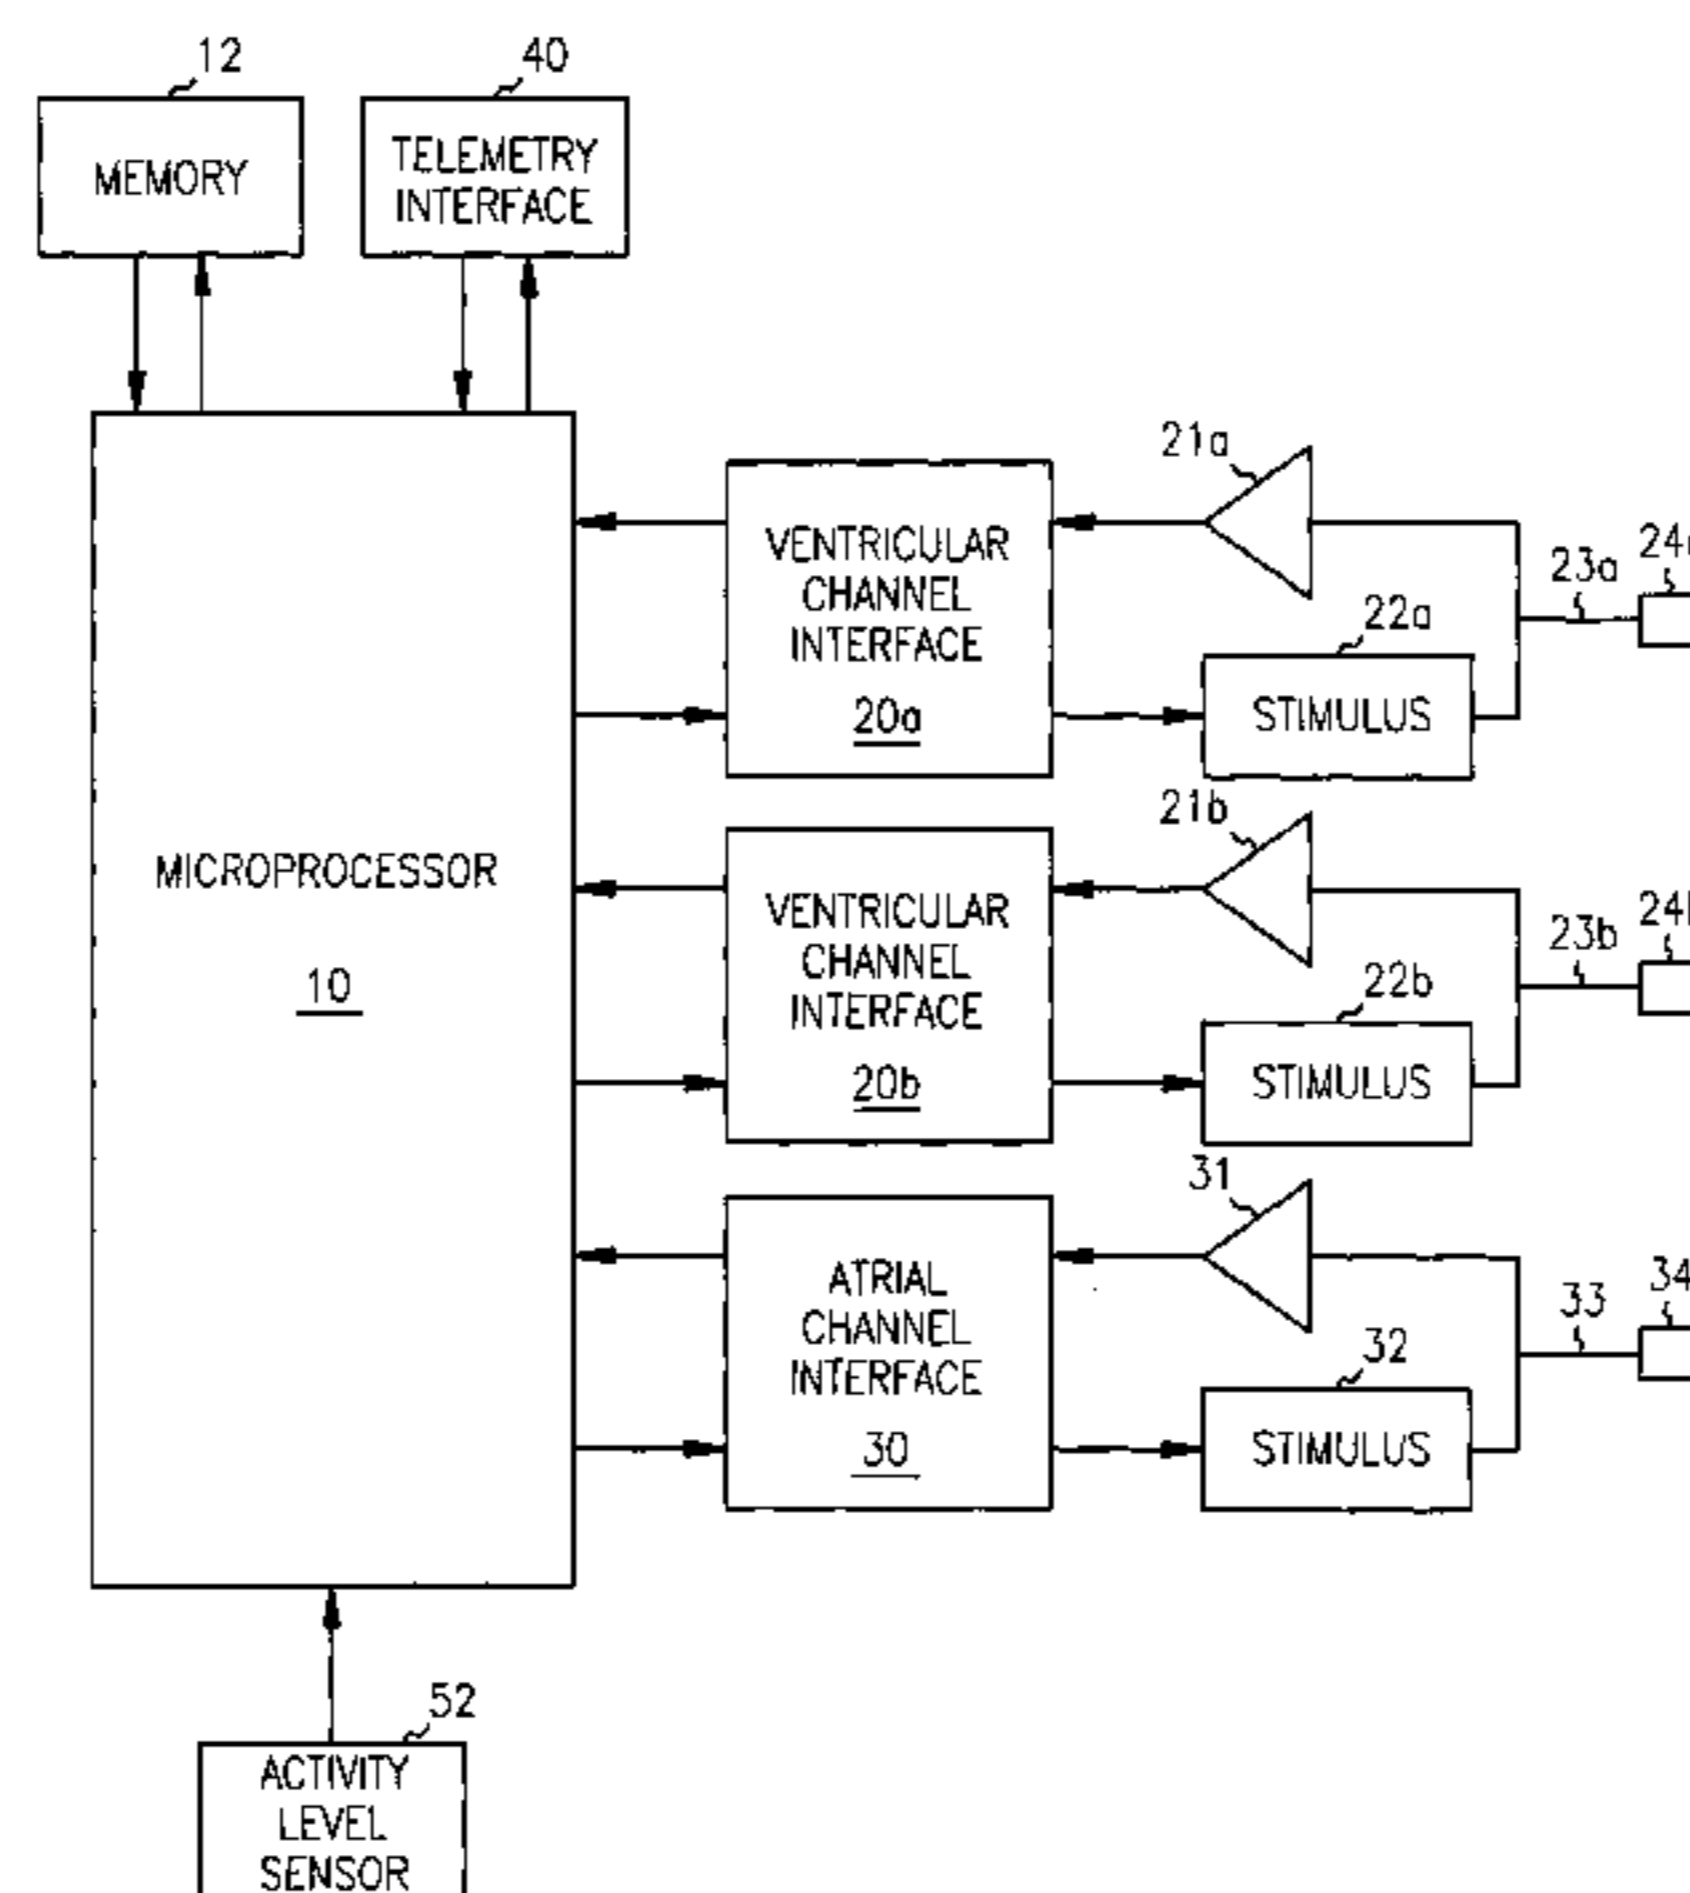 12
40
MEMORY
TELEMETRY
INTERFACE
21a
VENTRICULAR
CHANNEL
INTERFACE
20a
22a
STIMULUS
23a
MICROPROCESSOR
10
21b
VENTRICULAR
CHANNEL
INTERFACE
20b
22b
STIMULUS
23b
31
ATRIAL
CHANNEL
INTERFACE
30
32
STIMULUS
33
34
52
ACTIVITY
LEVEL
SENSOR